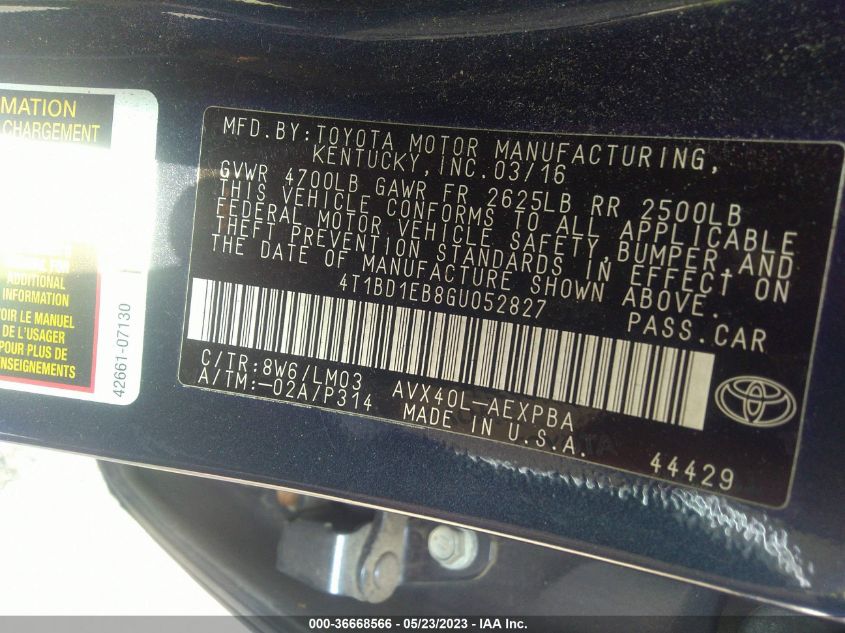 MATION
CHARGEMENT
ADDITIONAL
INFORMATION
VOIR LE MANUEL
DE L'USAGER
POUR PLUS DE
RENSEIGNEMENTS
42661-07130
MFD.BY:TOYOTA MOTOR MANUFACTURING,
KENTUCKY,INC.03/16
GVWR 4700LB GAWR FR 2625LB RR 2500LB
THIS VEHICLE CONFORMS TO ALL APPLICABLE
FEDERAL MOTOR VEHICLE SAFETY,BUMPER,AND
THEFT PREVENTION STANDARDS IN EFFECT ON
THE DATE OF MANUFACTURE SHOWN ABOVE.
4T1BD1EB8GU052827
PASS.CAR
C/TR:8W6/LM03
A/TM:-02A/P314
AVX40L-AEXPBA
MADE IN U.S.A.
44429
000-36668566 / 05/23/2023 - IAA Inc.